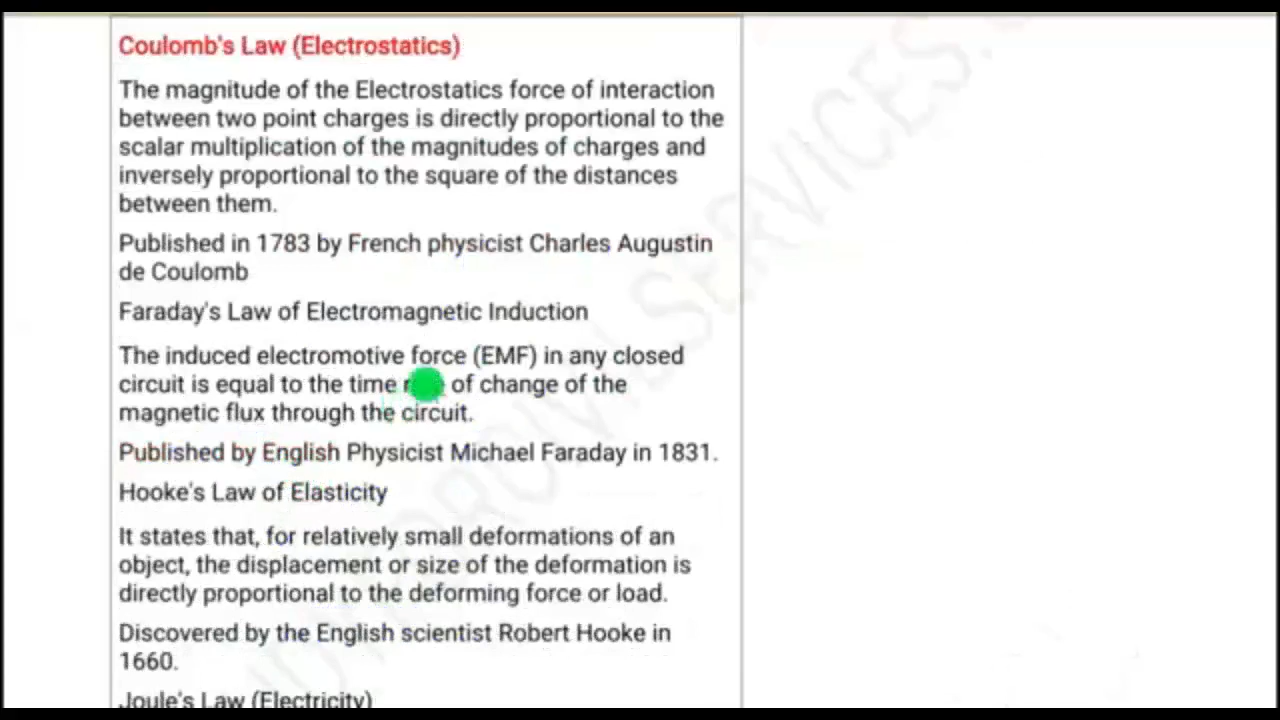 Coulomb's Law (Electrostatics)
The magnitude of the Electrostatics force of interaction
between two point charges is directly proportional to the
scalar multiplication of the magnitudes of charges and
inversely proportional to the square of the distances
between them.
Published in 1783 by French physicist Charles Augustin
de Coulomb
Faraday's Law of Electromagnetic Induction
The induced electromotive force (EMF) in any closed
circuit is equal to the time of change of the
magnetic flux through the circuit.
Published by English Physicist Michael Faraday in 1831.
Hooke's Law of Elasticity
It states that, for relatively small deformations of an
object, the displacement or size of the deformation is
directly proportional to the deforming force or load.
Discovered by the English scientist Robert Hooke in
1660.
Joule's Law (Electricity)